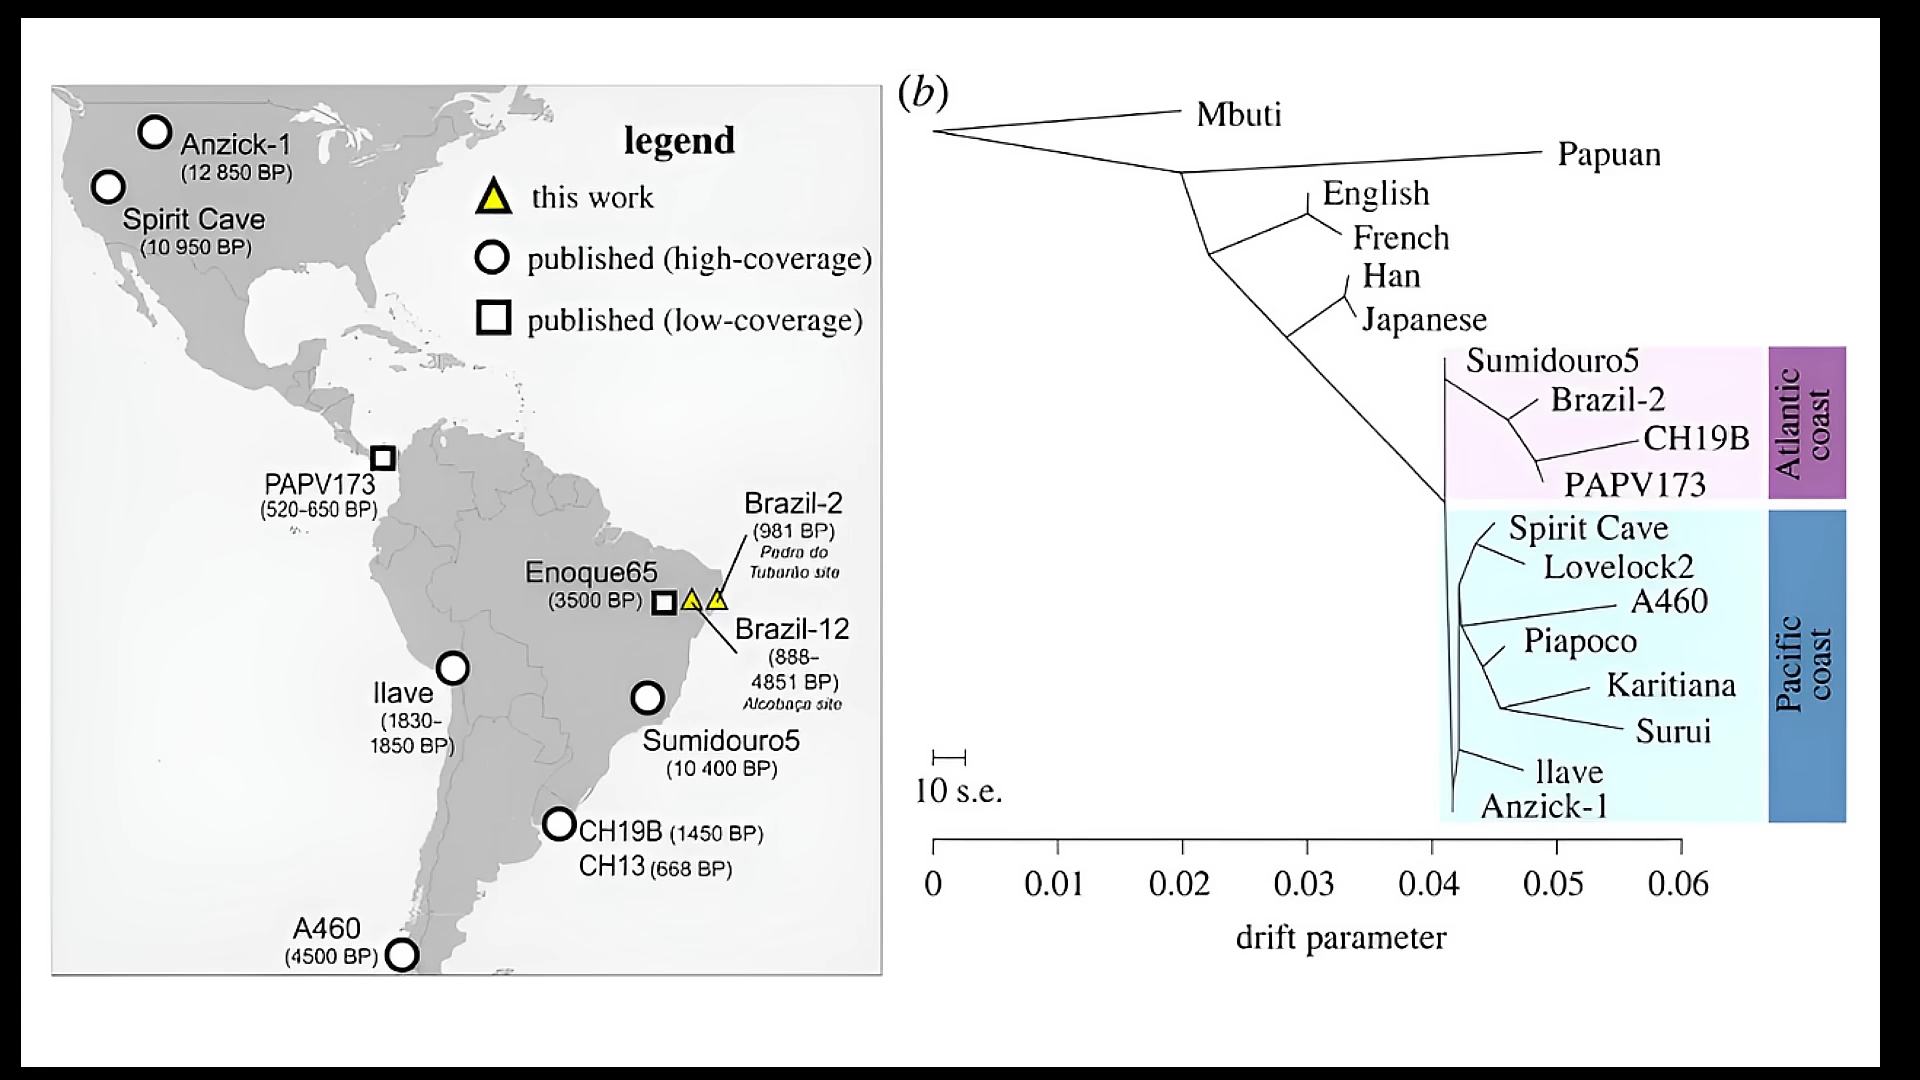 Anzick-1
(12 850 BP)
Spirit Cave
(10 950 BP)
legend
this work
published (high-coverage)
published (low-coverage)
PAPV173
(520-650 BP)
Brazil-2
(981 BP)
Pedra do
Tubarão site
Enoque65
(3500 BP)
Brazil-12
(888–
4851 BP)
Alcobaça site
Ilave
(1830–
1850 BP)
Sumidouro5
(10 400 BP)
CH19B (1450 BP)
CH13 (668 BP)
A460
(4500 BP)
(b)
Mbuti
Papuan
English
French
Han
Japanese
Sumidouro5
Brazil-2
CH19B
PAPV173
Atlantic
coast
Spirit Cave
Lovelock2
A460
Piapoco
Karitiana
Surui
Ilave
Anzick-1
Pacific
coast
10 s.e.
0 0.01 0.02 0.03 0.04 0.05 0.06
drift parameter